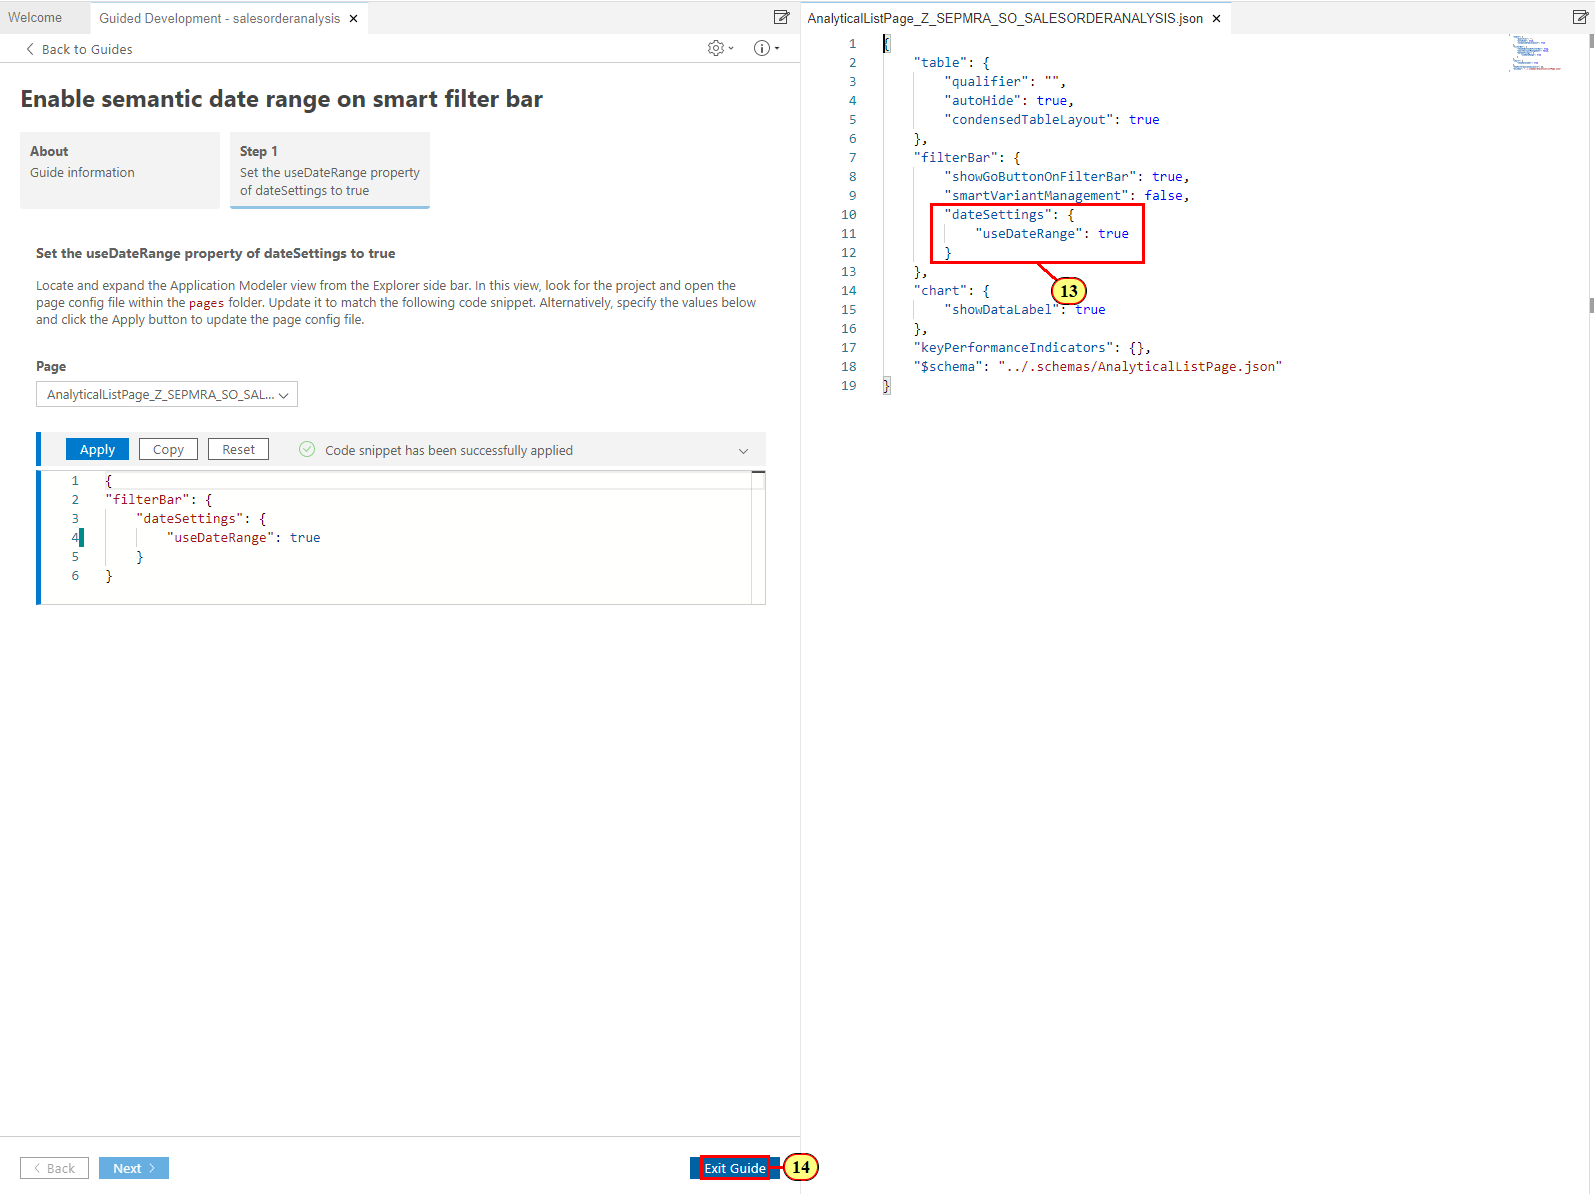 Welcome
Guided Development - salesorderanalysis
Back to Guides
Enable semantic date range on smart filter bar
About
Guide information
Step 1
Set the useDateRange property
of dateSettings to true
Set the useDateRange property of dateSettings to true
Locate and expand the Application Modeler view from the Explorer side bar. In this view, look for the project and open the
page config file within the pages folder. Update it to match the following code snippet. Alternatively, specify the values below
and click the Apply button to update the page config file.
Page
AnalyticalListPage_Z_SEPMRA_SO_SAL...
Apply Copy Reset Code snippet has been successfully applied
1 {
2 "filterBar": {
3 "dateSettings": {
4 "useDateRange": true
5 }
6 }
Back Next Exit Guide 14
AnalyticalListPage_Z_SEPMRA_SO_SALESORDERANALYSIS.json
1 {
2 "table": {
3 "qualifier": "",
4 "autoHide": true,
5 "condensedTableLayout": true
6 },
7 "filterBar": {
8 "showGoButtonOnFilterBar": true,
9 "smartVariantManagement": false,
10 "dateSettings": {
11 "useDateRange": true
12 }
13 },
13
14 "chart": {
15 "showDataLabel": true
16 },
17 "keyPerformanceIndicators": {},
18 "$schema": "../.schemas/AnalyticalListPage.json"
19 }